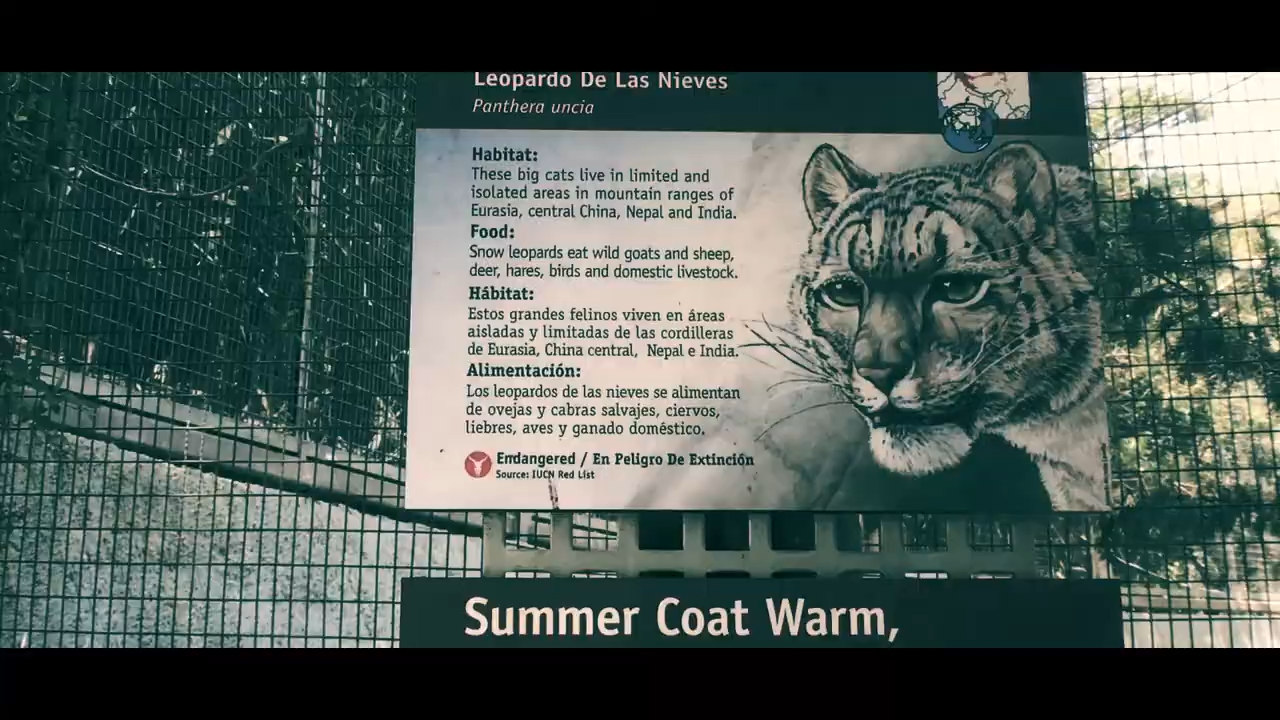 Leopardo De Las Nieves
Panthera uncia
Habitat:
These big cats live in limited and
isolated areas in mountain ranges of
Eurasia, central China, Nepal and India.
Food:
Snow leopards eat wild goats and sheep,
deer, hares, birds and domestic livestock.
Hábitat:
Estos grandes felinos viven en áreas
aisladas y limitadas de las cordilleras
de Eurasia, China central, Nepal e India.
Alimentación:
Los leopardos de las nieves se alimentan
de ovejas y cabras salvajes, ciervos,
liebres, aves y ganado doméstico.
Endangered / En Peligro De Extinción
Source: IUCN Red List
Summer Coat Warm,